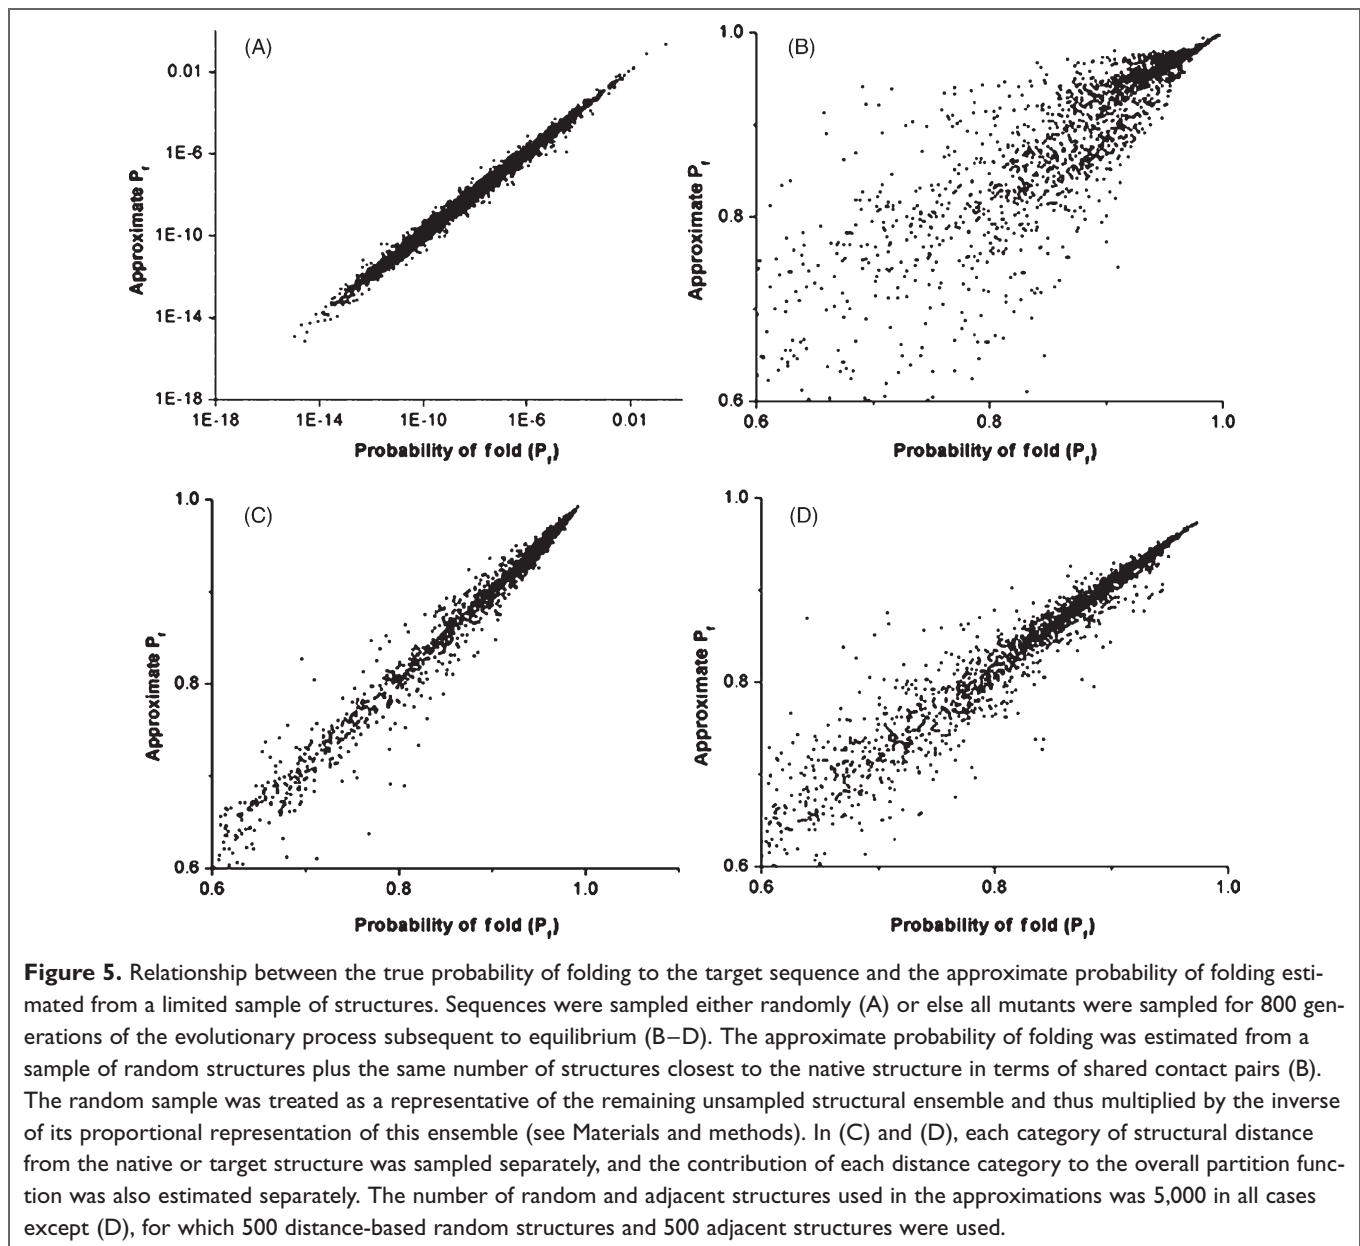 (A)
0.01
1E-6
1E-10
1E-14
1E-18
Approximate Pf
1E-18 1E-14 1E-10 1E-6 0.01
Probability of fold (Pf)
(B)
1.0
0.8
0.6
Approximate Pf
0.6 0.8 1.0
Probability of fold (Pf)
(C)
1.0
0.8
0.6
Approximate Pf
0.6 0.8 1.0
Probability of fold (Pf)
(D)
1.0
0.8
0.6
Approximate Pf
0.6 0.8 1.0
Probability of fold (Pf)
Figure 5. Relationship between the true probability of folding to the target sequence and the approximate probability of folding esti-
mated from a limited sample of structures. Sequences were sampled either randomly (A) or else all mutants were sampled for 800 gen-
erations of the evolutionary process subsequent to equilibrium (B–D). The approximate probability of folding was estimated from a
sample of random structures plus the same number of structures closest to the native structure in terms of shared contact pairs (B).
The random sample was treated as a representative of the remaining unsampled structural ensemble and thus multiplied by the inverse
of its proportional representation of this ensemble (see Materials and methods). In (C) and (D), each category of structural distance
from the native or target structure was sampled separately, and the contribution of each distance category to the overall partition func-
tion was also estimated separately. The number of random and adjacent structures used in the approximations was 5,000 in all cases
except (D), for which 500 distance-based random structures and 500 adjacent structures were used.